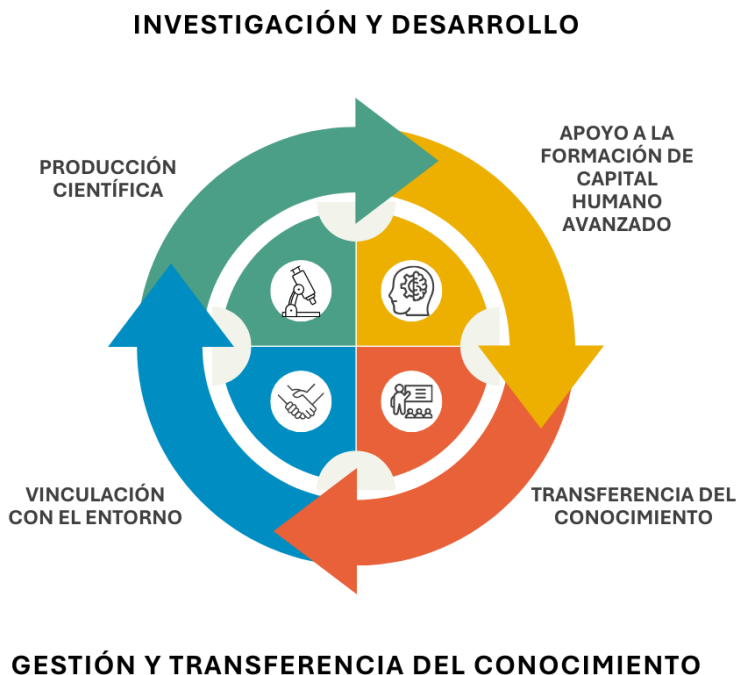 INVESTIGACIÓN Y DESARROLLO
PRODUCCIÓN
CIENTÍFICA
APOYO A LA
FORMACIÓN DE
CAPITAL
HUMANO
AVANZADO
VINCULACIÓN
CON EL ENTORNO
TRANSFERENCIA DEL
CONOCIMIENTO
GESTIÓN Y TRANSFERENCIA DEL CONOCIMIENTO